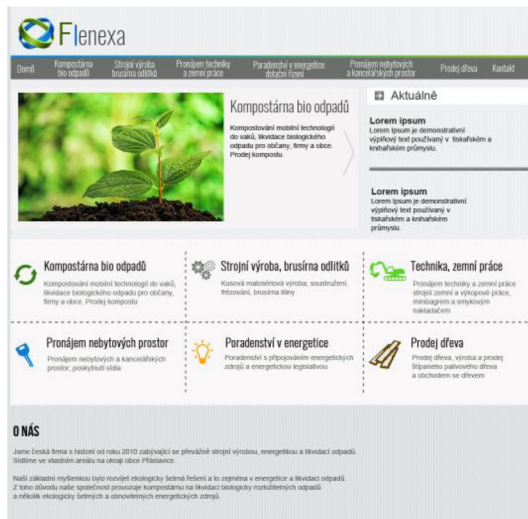 Flenexa
Domů
Kompostárna
bio odpadů
Strojní výroba
brusírna odlitků
Pronájem techniky
a zemní práce
Poradenství v energetice
dotační řízení
Pronájem nebytových
a kancelářských prostor
Prodej dřeva
Kontakt
Kompostárna bio odpadů
Kompostování mobilní technologií
do vaků, likvidace biologického
odpadu pro občany, firmy a obce.
Prodej kompostu
Aktuálně
Lorem ipsum
Lorem Ipsum je demonstrativní
výplňový text používaný v tiskařském a
knihařském průmyslu.
Lorem ipsum
Lorem Ipsum je demonstrativní
výplňový text používaný v
tiskařském a knihařském
průmyslu.
Kompostárna bio odpadů
Kompostování mobilní technologií do vaků,
likvidace biologického odpadu pro občany,
firmy a obce. Prodej kompostu
Strojní výroba, brusírna odlitků
Kusová malosériová výroba, soustružení,
frézování, brusírna litiny
Technika, zemní práce
Pronájem techniky a zemní práce
strojní zemní a výkopové práce,
minibagrem a smykovým
nakladačem
Pronájem nebytových prostor
Pronájem nebytových a kancelářských
prostor, poskytnutí sídla
Poradenství v energetice
Poradenství s připojováním energetických
zdrojů a energetickou legislativou
Prodej dřeva
Prodej dřeva, výroba a prodej
štípaného palivového dřeva
a obchodem se dřevem
O NÁS
Jsme česká firma s historií od roku 2010 zabývající se převážně strojní výrobou, energetikou a likvidací odpadů.
Sídlíme ve vlastním areálu na okraji obce Přáslavice.
Naší základní myšlenkou bylo rozvíjet ekologicky šetrná řešení a to zejména v energetice a likvidaci odpadů.
Z toho důvodu naše společnost provozuje kompostárnu na likvidaci biologicky rozložitelných odpadů
a několik ekologicky šetrných a obnovitelných energetických zdrojů.